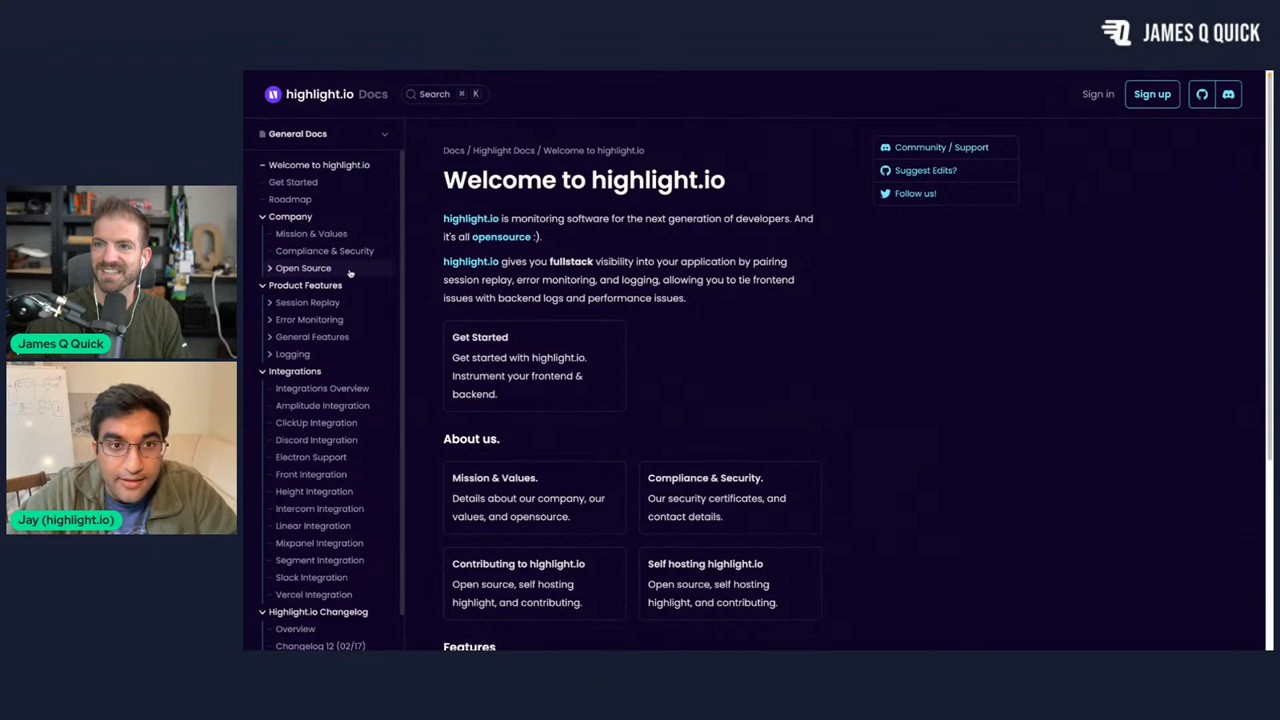 JAMES Q QUICK
highlight.io Docs
Search ⌘ K
Sign in
Sign up
General Docs
Welcome to highlight.io
Get Started
Roadmap
Company
Mission & Values
Compliance & Security
Open Source
Product Features
Session Replay
Error Monitoring
General Features
Logging
Integrations
Integrations Overview
Amplitude Integration
ClickUp Integration
Discord Integration
Electron Support
Front Integration
Height Integration
Intercom Integration
Linear Integration
Mixpanel Integration
Segment Integration
Slack Integration
Vercel Integration
Highlight.io Changelog
Overview
Changelog 12 (02/17)
Docs / Highlight Docs / Welcome to highlight.io
Welcome to highlight.io
highlight.io is monitoring software for the next generation of developers. And
it's all opensource :).
highlight.io gives you fullstack visibility into your application by pairing
session replay, error monitoring, and logging, allowing you to tie frontend
issues with backend logs and performance issues.
Get Started
Get started with highlight.io.
Instrument your frontend &
backend.
About us.
Mission & Values.
Details about our company, our
values, and opensource.
Compliance & Security.
Our security certificates, and
contact details.
Contributing to highlight.io
Open source, self hosting
highlight, and contributing.
Self hosting highlight.io
Open source, self hosting
highlight, and contributing.
Features
Community / Support
Suggest Edits?
Follow us!
James Q Quick
Jay (highlight.io)